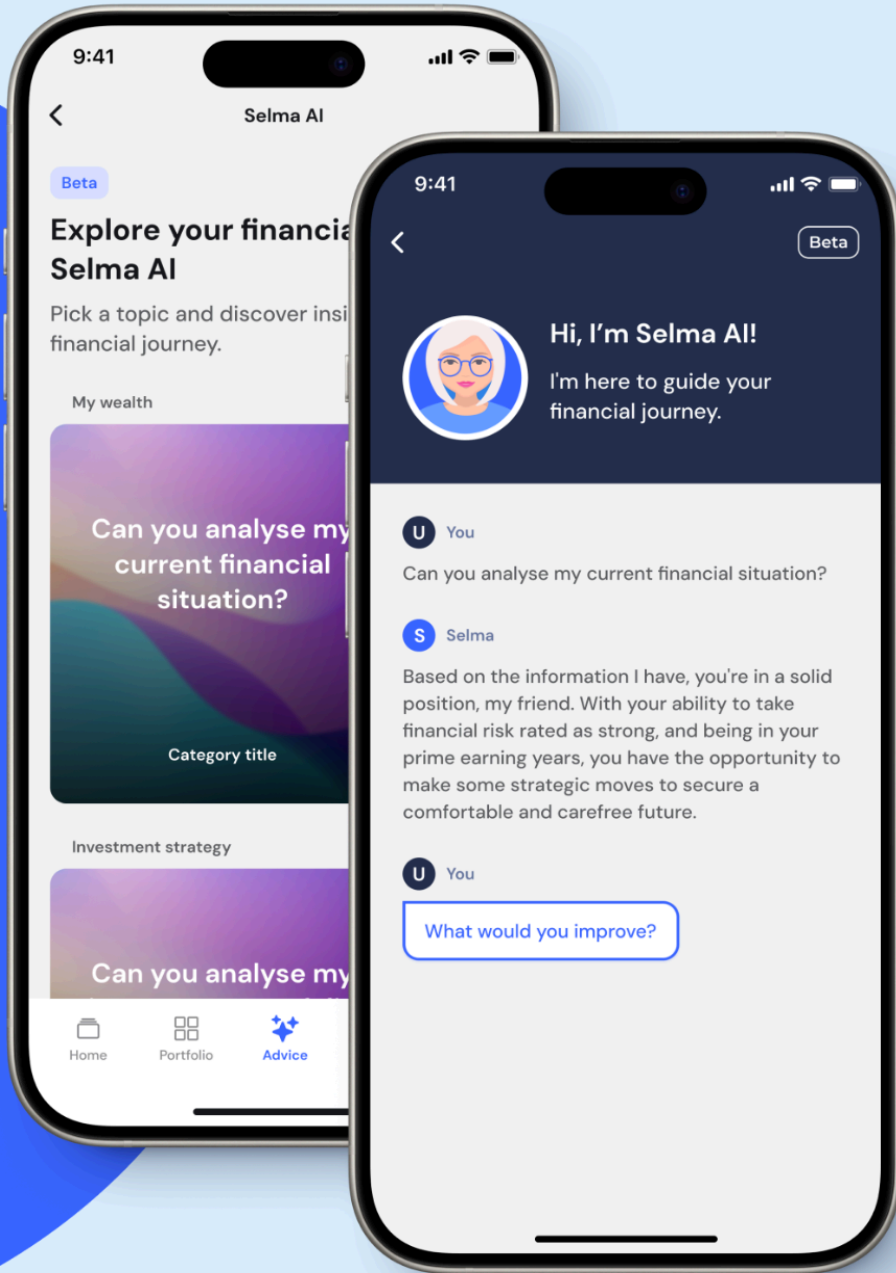 9:41
Selma AI
Beta
Explore your
Selma AI
Pick a topic and discover
financial journey.
My wealth
Can you analyse my
current financial
situation?
Category title
Investment strategy
Can you analyse my
Home
Portfolio
Advice
9:41
Beta
Hi, I’m Selma AI!
I'm here to guide your
financial journey.
U
You
Can you analyse my current financial situation?
S
Selma
Based on the information I have, you're in a solid
position, my friend. With your ability to take
financial risk rated as strong, and being in your
prime earning years, you have the opportunity to
make some strategic moves to secure a
comfortable and carefree future.
U
You
What would you improve?